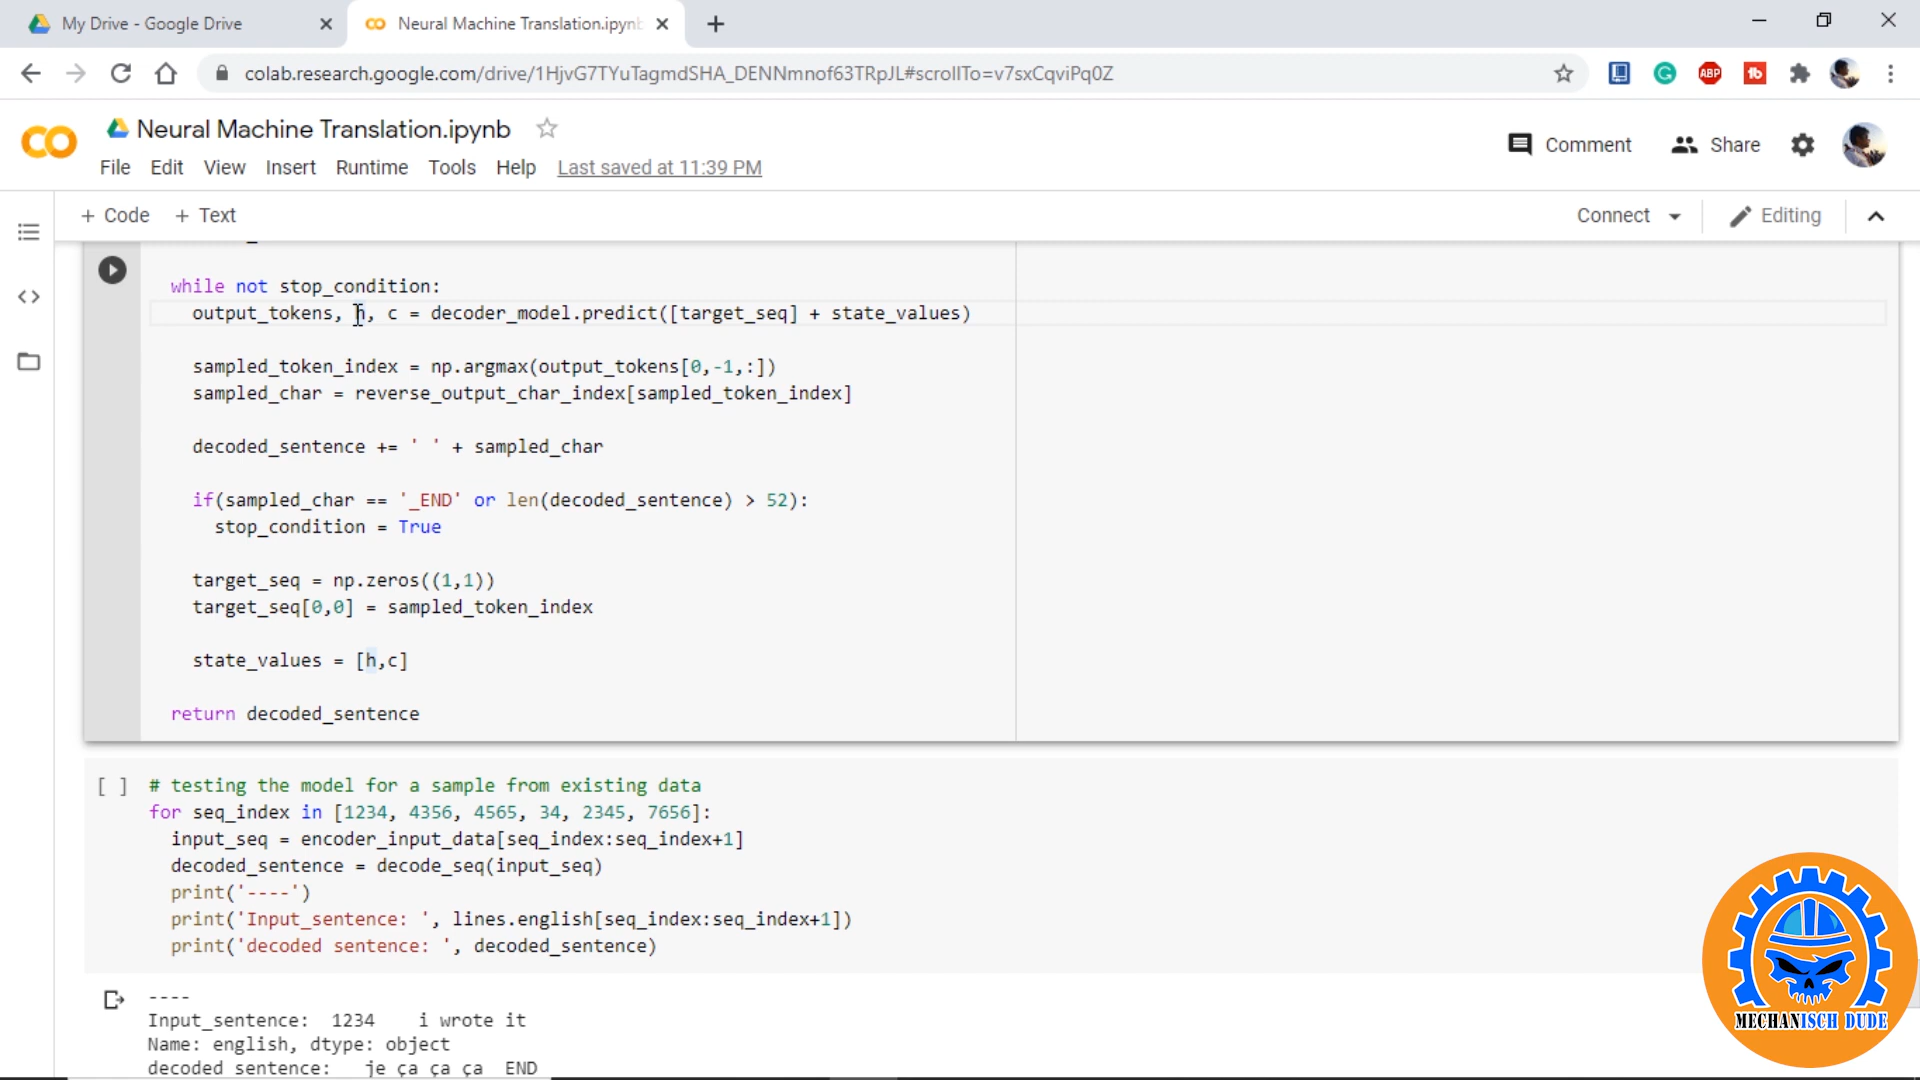 My Drive - Google Drive
Neural Machine Translation.ipynb
colab.research.google.com/drive/1HjvG7TYuTagmdSHA_DENNmnof63TRpJL#scrollTo=v7sxCqviPq0Z
ABP
Neural Machine Translation.ipynb
File Edit View Insert Runtime Tools Help Last saved at 11:39 PM
Comment Share
+ Code + Text
Connect Editing
while not stop_condition:
output_tokens, h, c = decoder_model.predict([target_seq] + state_values)
sampled_token_index = np.argmax(output_tokens[0,-1,:])
sampled_char = reverse_output_char_index[sampled_token_index]
decoded_sentence += ' ' + sampled_char
if(sampled_char == '_END' or len(decoded_sentence) > 52):
stop_condition = True
target_seq = np.zeros((1,1))
target_seq[0,0] = sampled_token_index
state_values = [h,c]
return decoded_sentence
[ ] # testing the model for a sample from existing data
for seq_index in [1234, 4356, 4565, 34, 2345, 7656]:
input_seq = encoder_input_data[seq_index:seq_index+1]
decoded_sentence = decode_seq(input_seq)
print('----')
print('Input_sentence: ', lines.english[seq_index:seq_index+1])
print('decoded sentence: ', decoded_sentence)
----
Input_sentence: 1234 i wrote it
Name: english, dtype: object
decoded sentence: je ça ça ça END
MECHANISCH DUDE